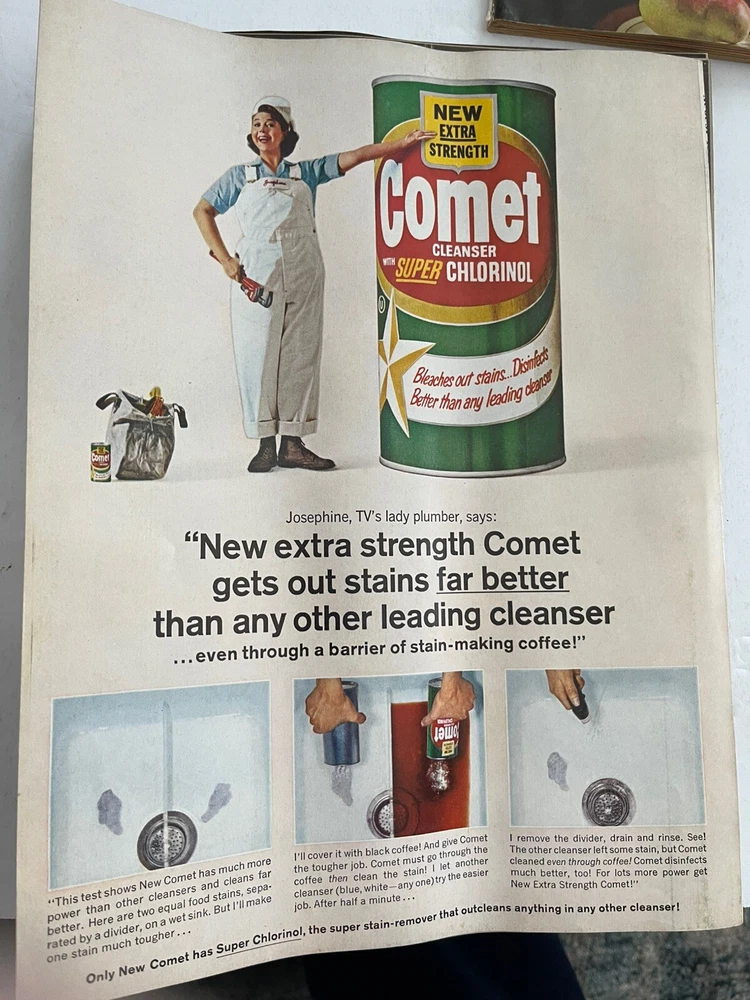 NEW
EXTRA
STRENGTH
Comet
CLEANSER
WITH SUPER CHLORINOL
Bleaches out stains...Disinfects
Better than any leading cleanser
Josephine
Comet
Josephine, TV's lady plumber, says:
“New extra strength Comet
gets out stains far better
than any other leading cleanser
...even through a barrier of stain-making coffee!”
Comet
“This test shows New Comet has much more
power than other cleansers and cleans far
better. Here are two equal food stains, sepa-
rated by a divider, on a wet sink. But I'll make
one stain much tougher...
I'll cover it with black coffee! And give Comet
the tougher job. Comet must go through the
coffee then clean the stain! I let another
cleanser (blue, white—any one) try the easier
job. After half a minute...
I remove the divider, drain and rinse. See!
The other cleanser left some stain, but Comet
cleaned even through coffee! Comet disinfects
much better, too! For lots more power get
New Extra Strength Comet!”
Only New Comet has Super Chlorinol, the super stain-remover that outcleans anything in any other cleanser!